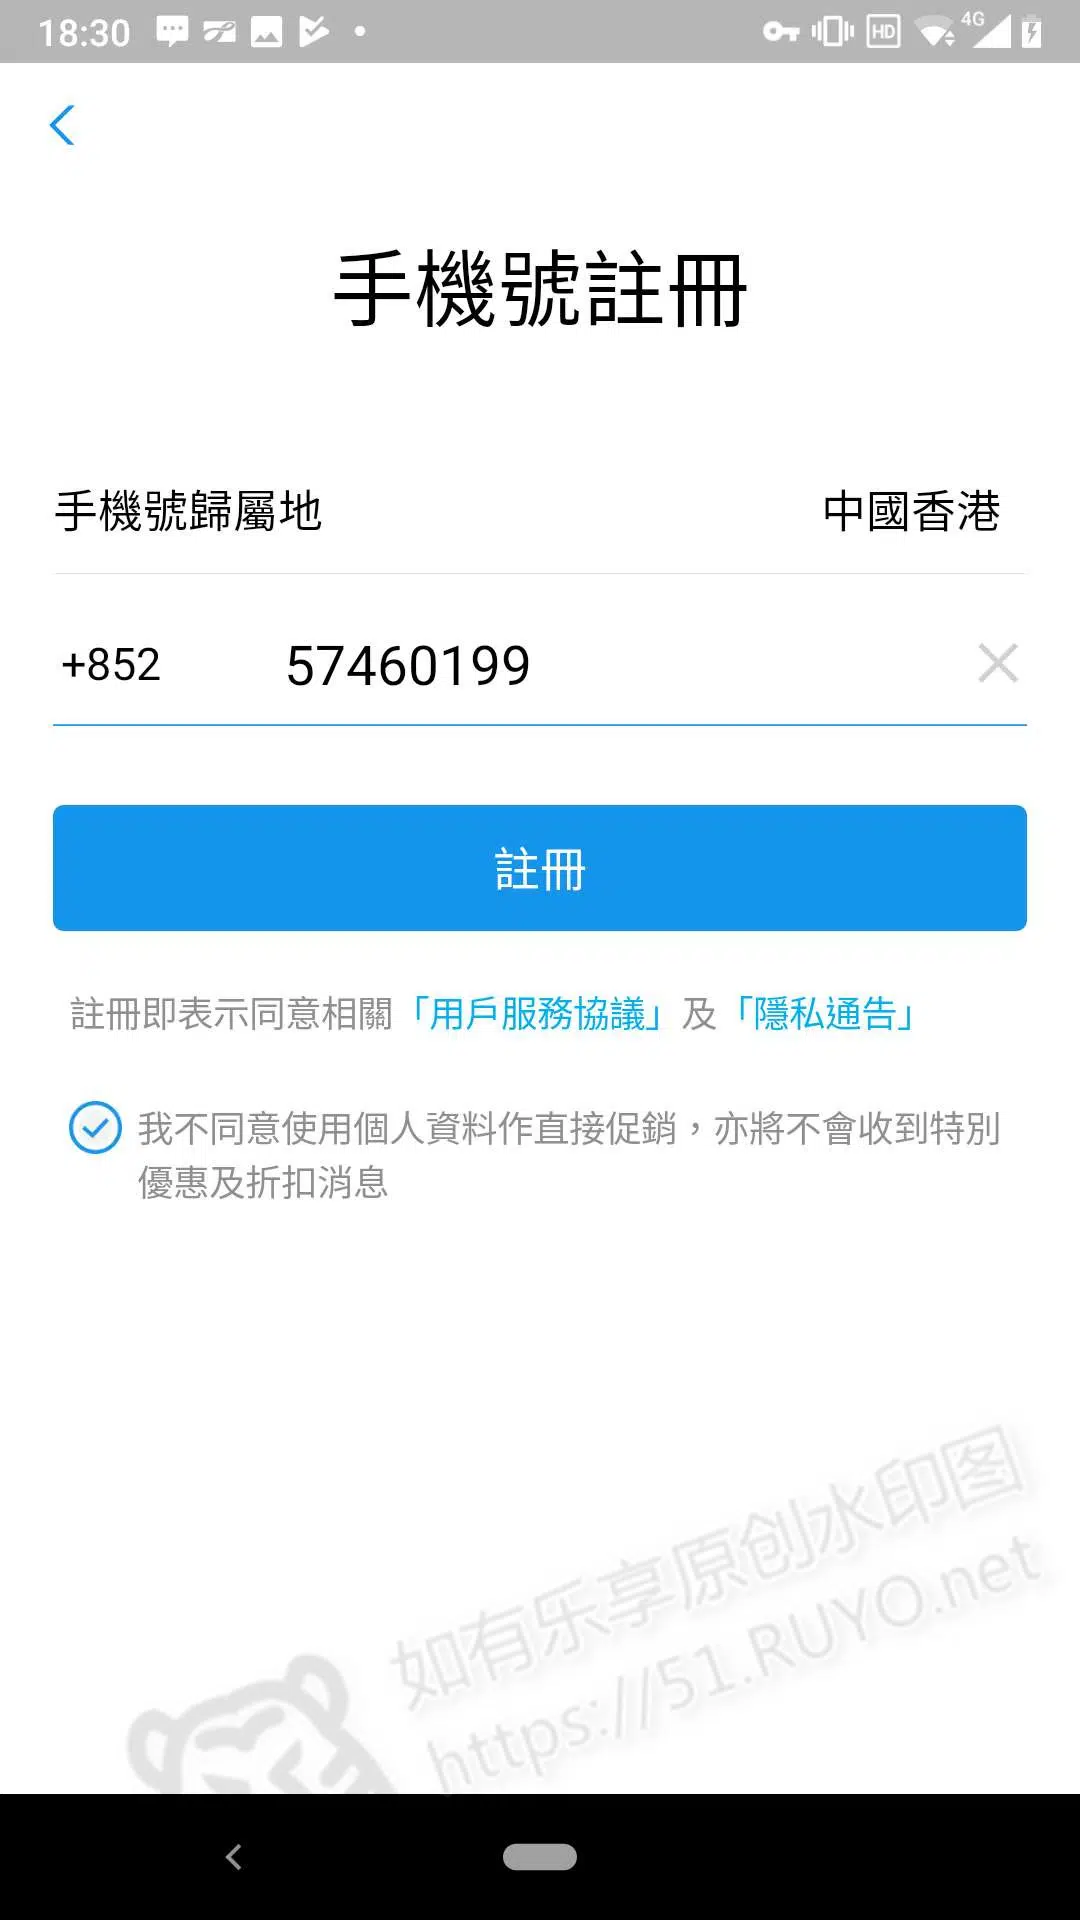 18:30
HD
4G
手機號註冊
手機號歸屬地 中國香港
+852 57460199
註冊
註冊即表示同意相關「用戶服務協議」及「隱私通告」
我不同意使用個人資料作直接促銷，亦將不會收到特別
優惠及折扣消息
如有乐享原创水印图
https://51.RUYO.net